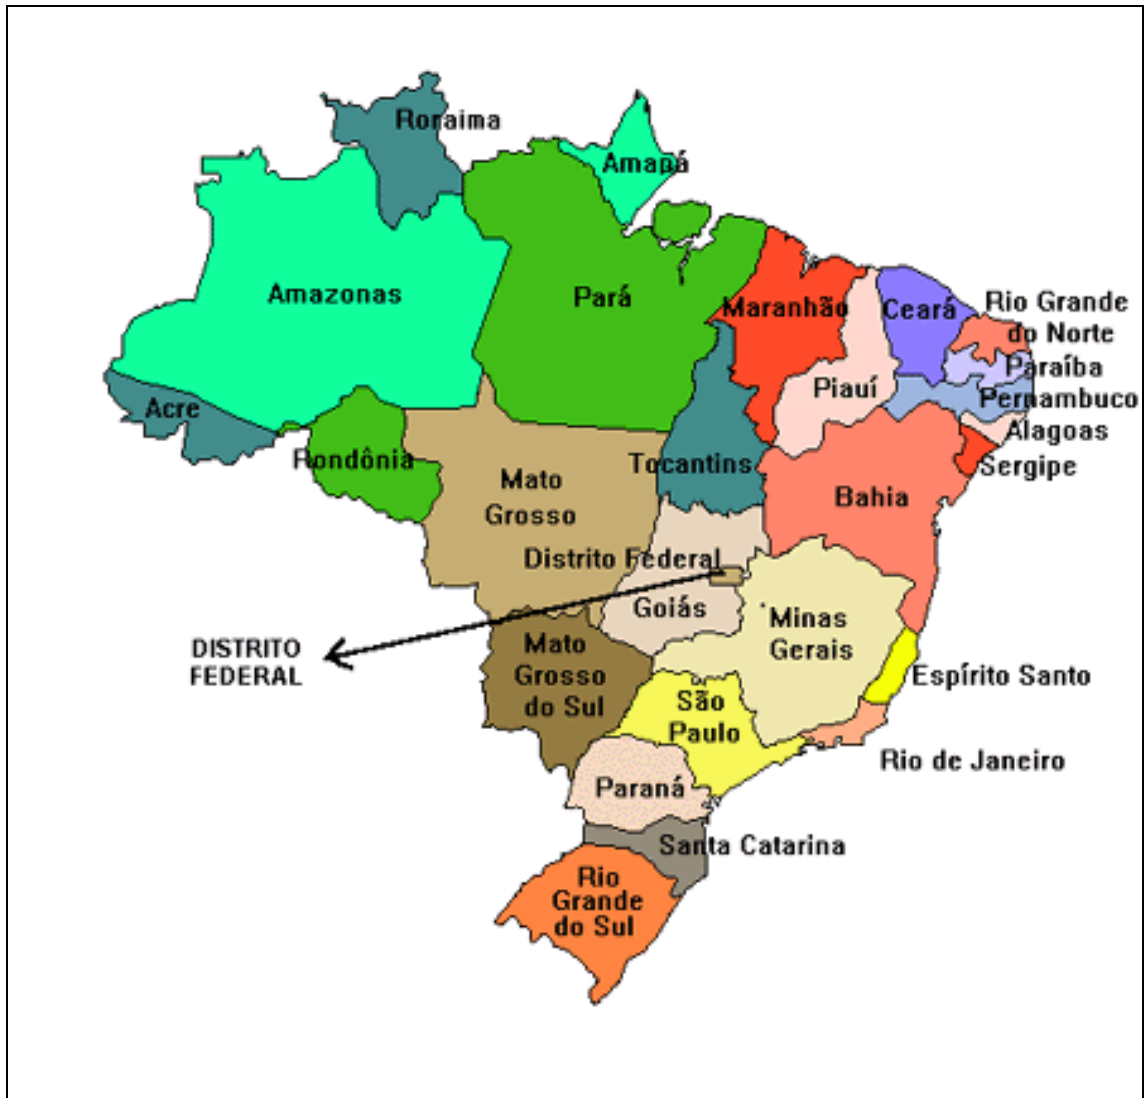 Roraima
Amapá
Amazonas
Pará
Maranhão
Ceará
Rio Grande
do Norte
Paraíba
Piauí
Pernambuco
Acre
Alagoas
Rondônia
Tocantins
Sergipe
Mato
Grosso
Bahia
Distrito Federal
Goiás
Minas
Gerais
DISTRITO
FEDERAL
Mato
Grosso
do Sul
Espírito Santo
São
Paulo
Rio de Janeiro
Paraná
Santa Catarina
Rio
Grande
do Sul